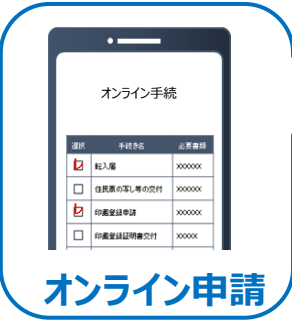 オンライン手続
選択 手続き名 必要書類
転入届 XXXXXX
住民票の写し等の交付 XXXXXX
印鑑登録申請 XXXXXX
印鑑登録証明書交付 XXXXX
オンライン申請